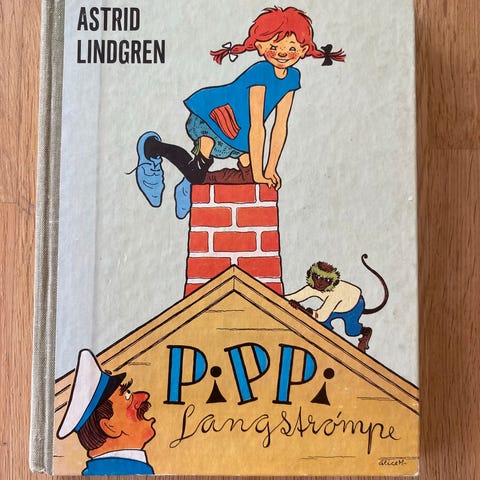 ASTRID
LINDGREN
PiPPi
Langstrømpe